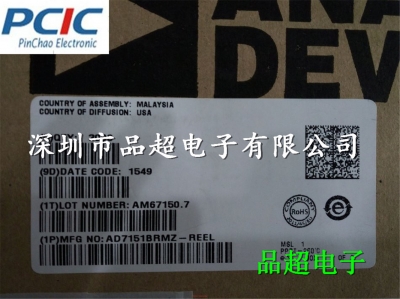 PCIC
PinChao Electronic
ANA
DEV
COUNTRY OF ASSEMBLY: MALAYSIA
COUNTRY OF DIFFUSION: USA
深圳市品超电子有限公司
(9D)DATE CODE: 1549
(1T)LOT NUMBER: AM67150.7
(1P)MFG NO: AD7151BRMZ-REEL
COMPLIANT
RoHS
e
MSL 1
品超电子